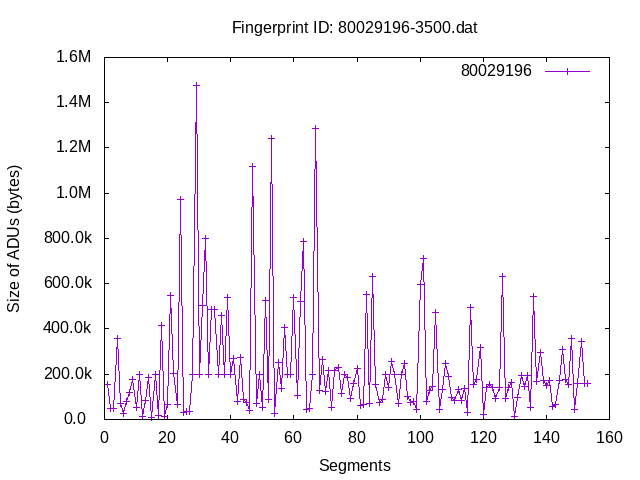 Fingerprint ID: 80029196-3500.dat
80029196
1.6M
1.4M
1.2M
1.0M
800.0k
600.0k
400.0k
200.0k
0.0
Size of ADUs (bytes)
0 20 40 60 80 100 120 140 160
Segments